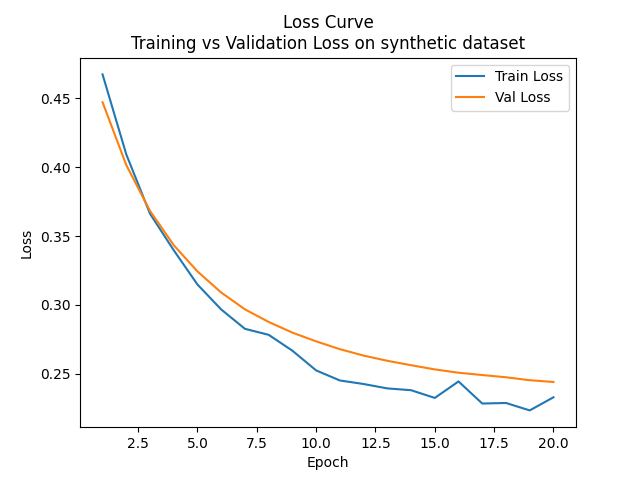 Loss Curve
Training vs Validation Loss on synthetic dataset
Train Loss
Val Loss
0.45
0.40
0.35
0.30
0.25
Loss
2.5 5.0 7.5 10.0 12.5 15.0 17.5 20.0
Epoch